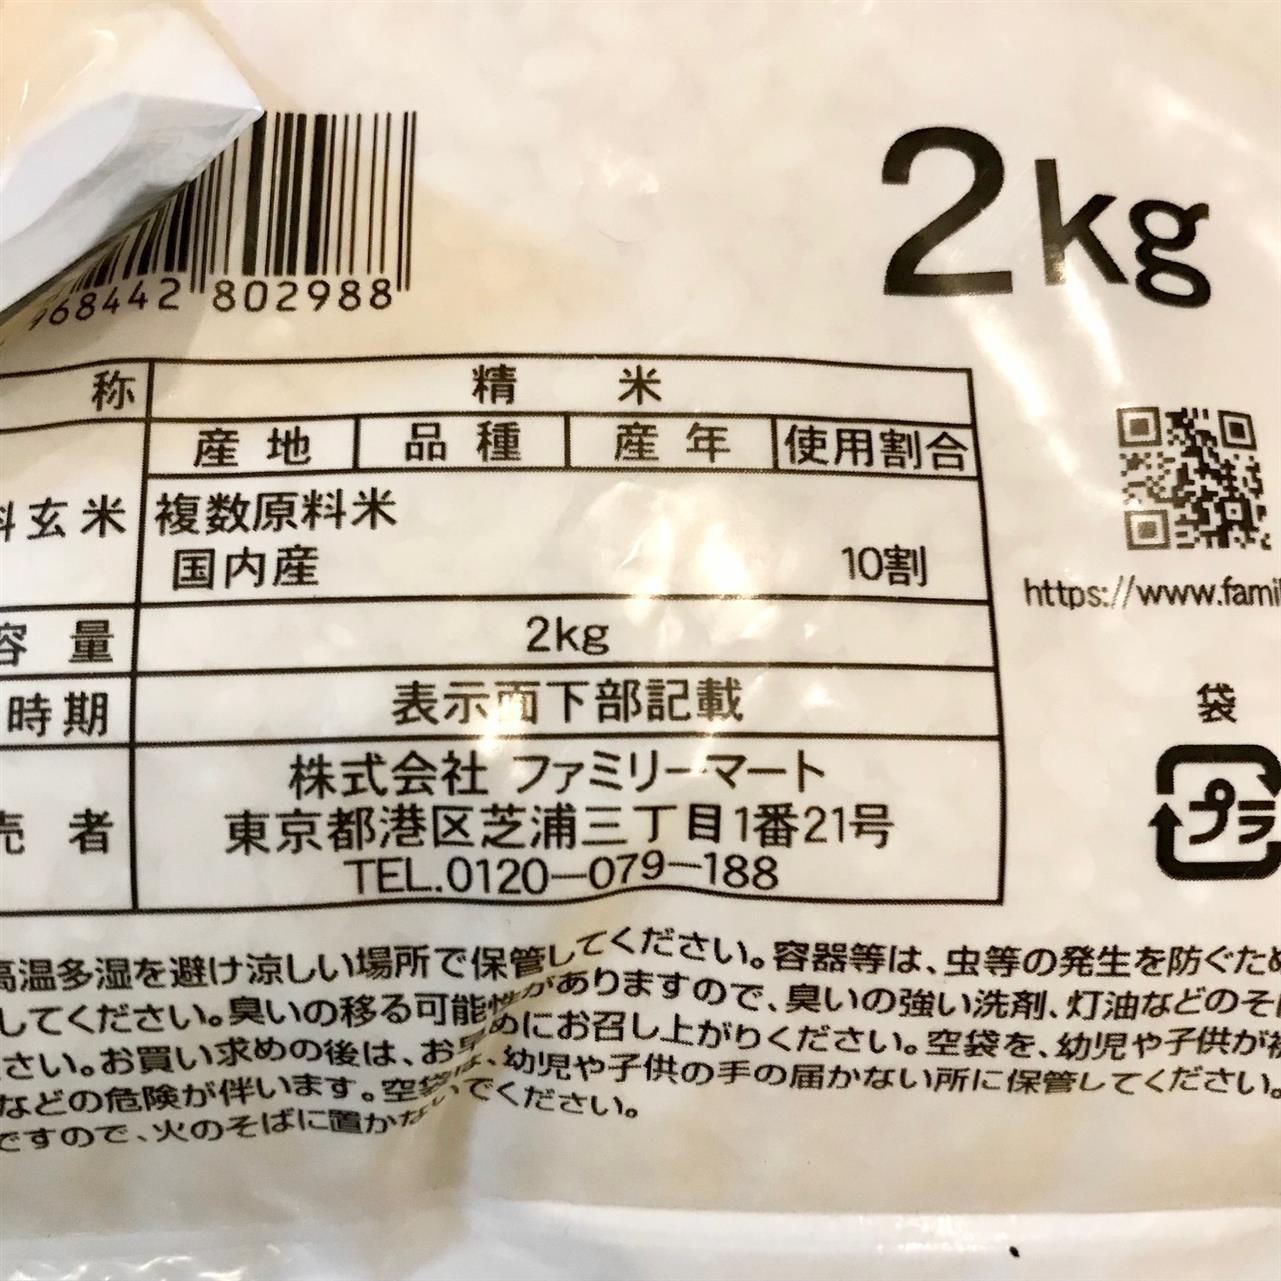 2kg
68442 802988
称 精米
産地 品種 産年 使用割合
料玄米 複数原料米
国内産 10割
https://www.fami
容量 2kg
時期 表示面下部記載
袋
プラ
売者 株式会社 ファミリーマート
東京都港区芝浦三丁目1番21号
TEL.0120-079-188
高温多湿を避け涼しい場所で保管してください。容器等は、虫等の発生を防ぐため
してください。臭いの移る可能性がありますので、臭いの強い洗剤、灯油などのそ
さい。お買い求めの後は、お早めにお召し上がりください。空袋を、幼児や子供が
などの危険が伴います。空袋は、幼児や子供の手の届かない所に保管してください。
ですので、火のそばに置かないでください。